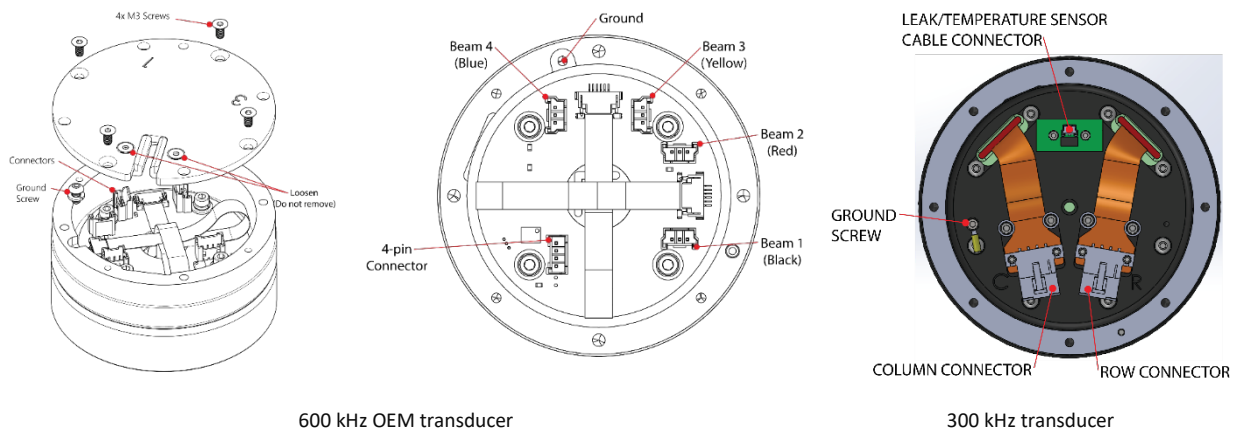 4x M3 Screws
1
3
Connectors
Ground
Screw
Loosen
(Do not remove)
Ground
Beam 4
(Blue)
Beam 3
(Yellow)
Beam 2
(Red)
4-pin
Connector
Beam 1
(Black)
LEAK/TEMPERATURE SENSOR
CABLE CONNECTOR
GROUND
SCREW
C
R
COLUMN CONNECTOR
ROW CONNECTOR
600 kHz OEM transducer
300 kHz transducer